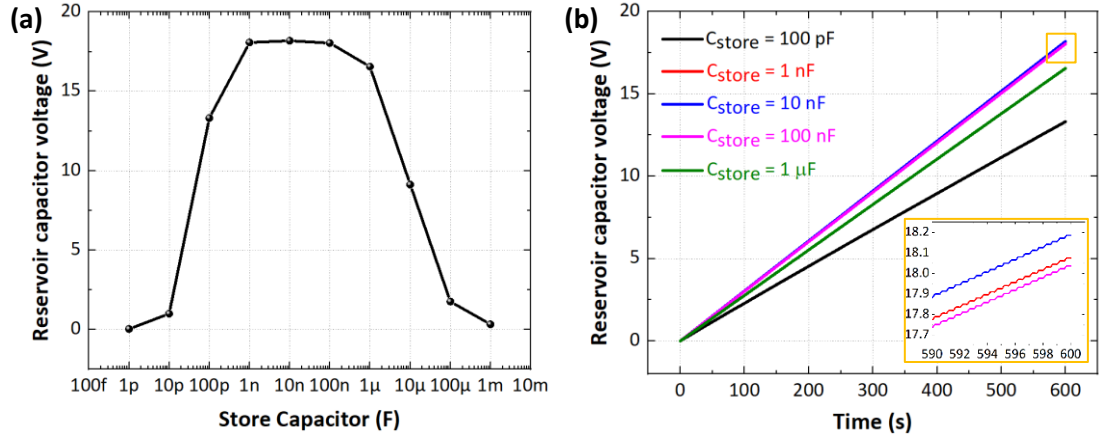 (a)
Reservoir capacitor voltage (V)
20
15
10
5
0
100f 1p 10p 100p 1n 10n 100n 1µ 10µ 100µ 1m 10m
Store Capacitor (F)
(b)
Reservoir capacitor voltage (V)
20
15
10
5
0
Cstore = 100 pF
Cstore = 1 nF
Cstore = 10 nF
Cstore = 100 nF
Cstore = 1 µF
18.2
18.1
18.0
17.9
17.8
17.7
590 592 594 596 598 600
0 100 200 300 400 500 600
Time (s)